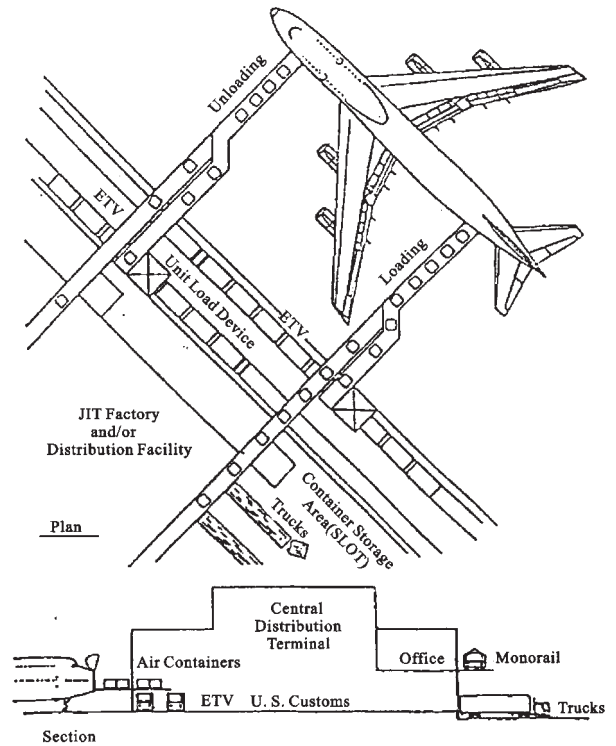 Unloading
ETV
Loading
Unit Load Device
ETV
JIT Factory
and/or
Distribution Facility
Container Storage
Area(SLOT)
Trucks
Plan
Central
Distribution
Terminal
Air Containers
Office
Monorail
ETV
U. S. Customs
Trucks
Section